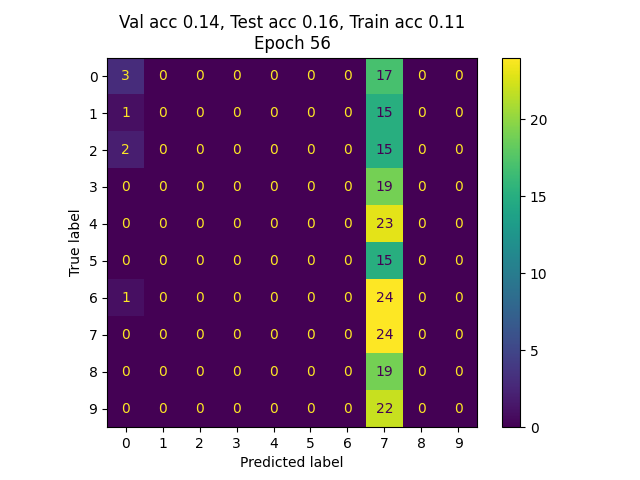 Val acc 0.14, Test acc 0.16, Train acc 0.11
Epoch 56
0 3 0 0 0 0 0 0 17 0 0
1 1 0 0 0 0 0 0 15 0 0
2 2 0 0 0 0 0 0 15 0 0
3 0 0 0 0 0 0 0 19 0 0
4 0 0 0 0 0 0 0 23 0 0
5 0 0 0 0 0 0 0 15 0 0
6 1 0 0 0 0 0 0 24 0 0
7 0 0 0 0 0 0 0 24 0 0
8 0 0 0 0 0 0 0 19 0 0
9 0 0 0 0 0 0 0 22 0 0
0 1 2 3 4 5 6 7 8 9
Predicted label
True label
20
15
10
5
0